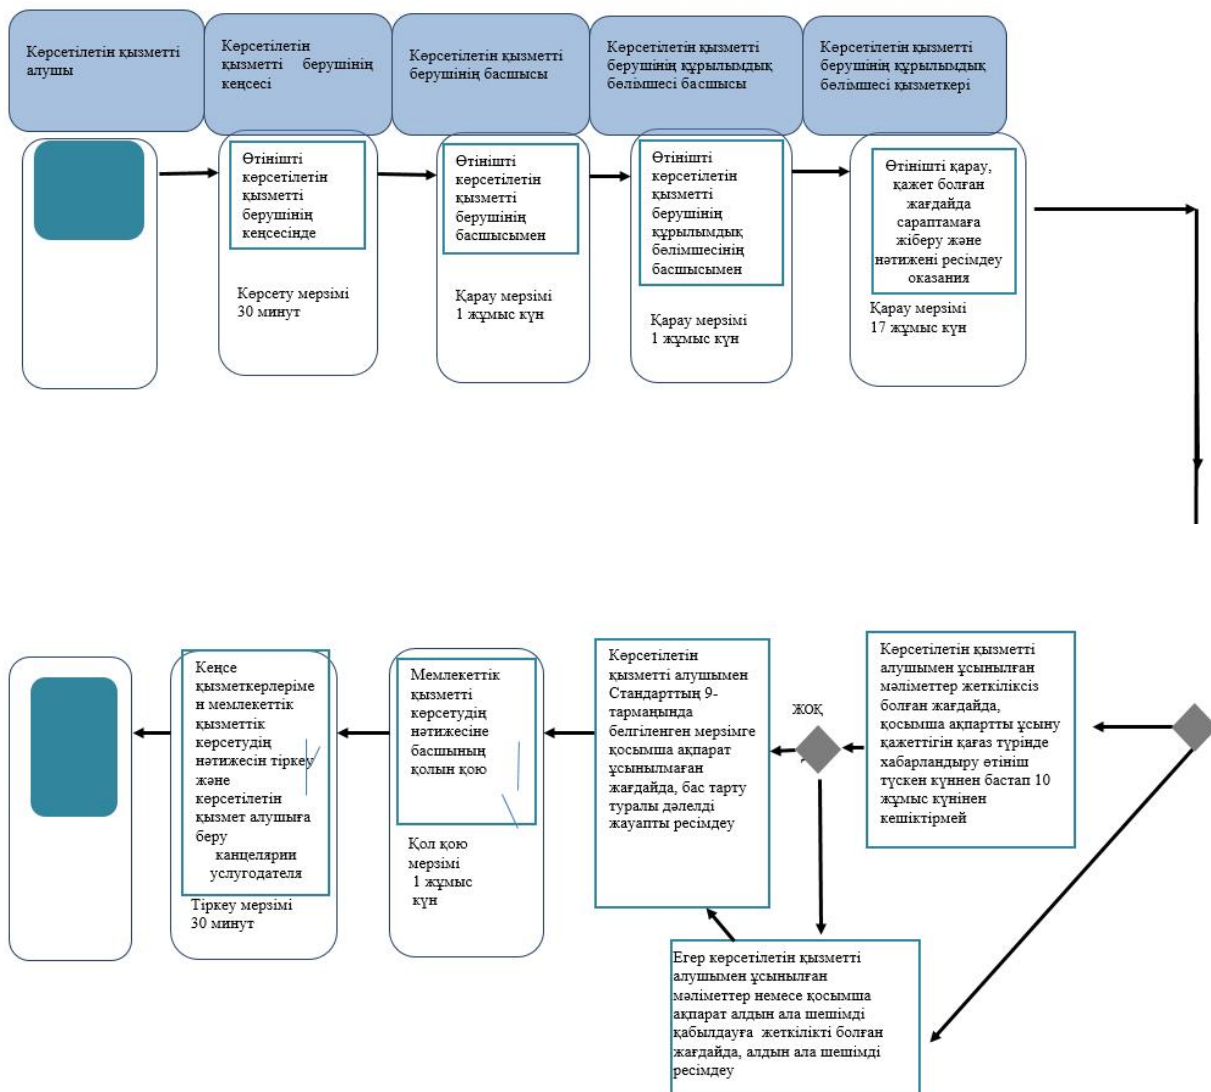 Көрсетілетін қызметті
алушы
Көрсетілетін
қызметті берушінің
кеңсесі
Көрсетілетін қызметті
берушінің басшысы
Көрсетілетін қызметті
берушінің құрылымдық
бөлімшесі басшысы
Көрсетілетін қызметті
берушінің құрылымдық
бөлімшесі қызметкері
Өтінішті
көрсетілетін
қызметті
берушінің
кеңсесінде
Көрсету мерзімі
30 минут
Өтінішті
көрсетілетін
қызметті
берушінің
басшысымен
Қарау мерзімі
1 жұмыс күн
Өтінішті
көрсетілетін
қызметті
берушінің
құрылымдық
бөлімшесінің
басшысымен
Қарау мерзімі
1 жұмыс күн
Өтінішті қарау,
қажет болған
жағдайда
сараптамаға
жіберу және
нәтижені ресімдеу
оказания
Қарау мерзімі
17 жұмыс күн
Көрсетілетін қызметті
алушымен ұсынылған
мәліметтер жеткіліксіз
болған жағдайда,
қосымша ақпартты ұсыну
қажеттігін қағаз түрінде
хабарландыру өтініш
түскен күннен бастап 10
жұмыс күнінен
кешіктірмей
ЖОҚ
Көрсетілетін
қызметті алушымен
Стандарттың 9-
тармаңында
белгіленген мерзімге
қосымша ақпарат
ұсынылмаған
жағдайда, бас тарту
туралы дәлелді
жауапты ресімдеу
Мемлекеттік
қызметті
көрсетудің
нәтижесіне
басшының
қолын қою
Қол қою
мерзімі
1 жұмыс
күн
Кеңсе
қызметкерлеріме
н мемлекеттік
қызметтік
көрсетудің
нәтижесін тіркеу
және
көрсетілетін
қызмет алушыға
беру
канцелярии
услугодателя
Тіркеу мерзімі
30 минут
Егер көрсетілетін қызметті
алушымен ұсынылған
мәліметтер немесе қосымша
ақпарат алдын ала шешімді
қабылдауға жеткілікті болған
жағдайда, алдын ала шешімді
ресімдеу